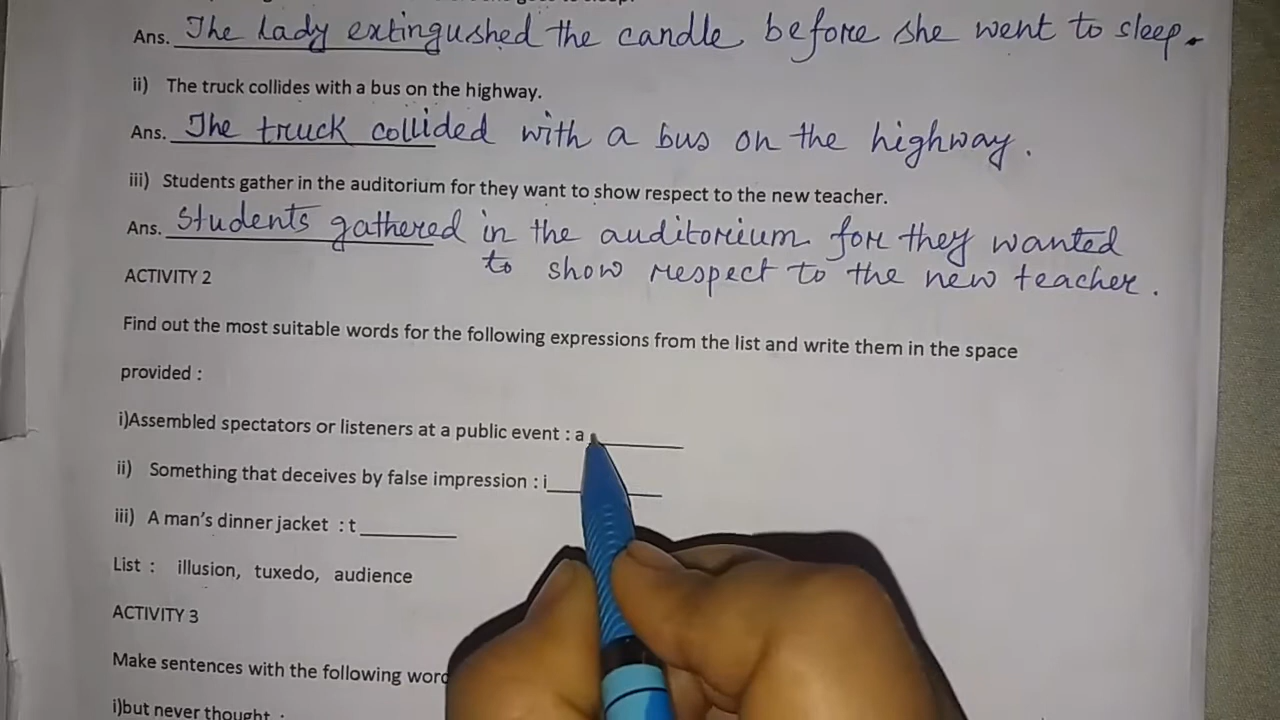 Ans. The lady extingushed the candle before she went to sleep.
ii) The truck collides with a bus on the highway.
Ans. The truck collided with a bus on the highway.
iii) Students gather in the auditorium for they want to show respect to the new teacher.
Ans. Students gathered in the auditorium for they wanted
to show respect to the new teacher.
ACTIVITY 2
Find out the most suitable words for the following expressions from the list and write them in the space
provided :
i)Assembled spectators or listeners at a public event : a__________
ii) Something that deceives by false impression : i__________
iii) A man's dinner jacket : t__________
List : illusion, tuxedo, audience
ACTIVITY 3
Make sentences with the following
i)but never thought :